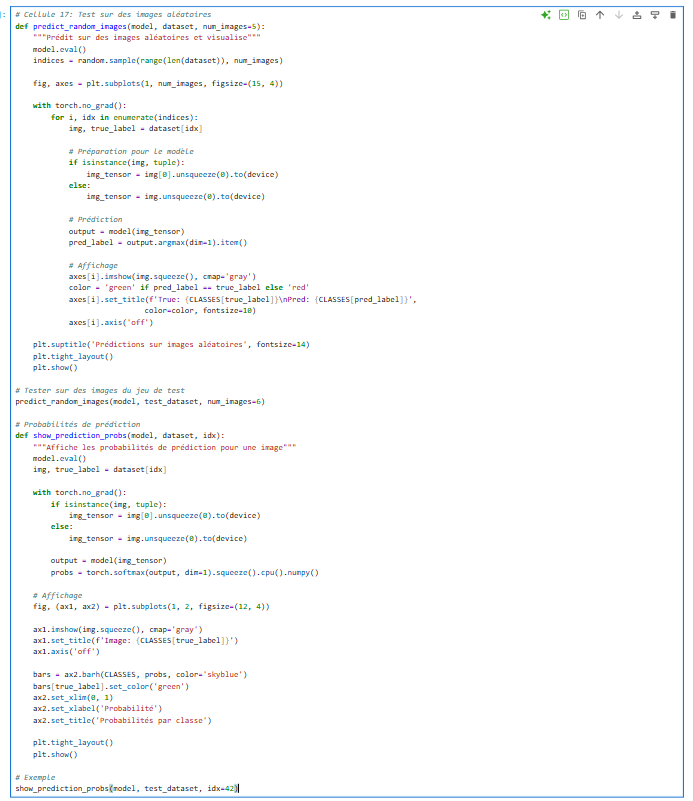 ]:
# Cellule 17: Test sur des images aléatoires
def predict_random_images(model, dataset, num_images=5):
    """Prédit sur des images aléatoires et visualise"""
    model.eval()
    indices = random.sample(range(len(dataset)), num_images)

    fig, axes = plt.subplots(1, num_images, figsize=(15, 4))

    with torch.no_grad():
        for i, idx in enumerate(indices):
            img, true_label = dataset[idx]

            # Préparation pour le modèle
            if isinstance(img, tuple):
                img_tensor = img[0].unsqueeze(0).to(device)
            else:
                img_tensor = img.unsqueeze(0).to(device)

            # Prédiction
            output = model(img_tensor)
            pred_label = output.argmax(dim=1).item()

            # Affichage
            axes[i].imshow(img.squeeze(), cmap='gray')
            color = 'green' if pred_label == true_label else 'red'
            axes[i].set_title(f'True: {CLASSES[true_label]}\nPred: {CLASSES[pred_label]}',
                             color=color, fontsize=10)
            axes[i].axis('off')

    plt.suptitle('Prédictions sur images aléatoires', fontsize=14)
    plt.tight_layout()
    plt.show()

# Tester sur des images du jeu de test
predict_random_images(model, test_dataset, num_images=6)

# Probabilités de prédiction
def show_prediction_probs(model, dataset, idx):
    """Affiche les probabilités de prédiction pour une image"""
    model.eval()
    img, true_label = dataset[idx]

    with torch.no_grad():
        if isinstance(img, tuple):
            img_tensor = img[0].unsqueeze(0).to(device)
        else:
            img_tensor = img.unsqueeze(0).to(device)

        output = model(img_tensor)
        probs = torch.softmax(output, dim=1).squeeze().cpu().numpy()

    # Affichage
    fig, (ax1, ax2) = plt.subplots(1, 2, figsize=(12, 4))

    ax1.imshow(img.squeeze(), cmap='gray')
    ax1.set_title(f'Image: {CLASSES[true_label]}')
    ax1.axis('off')

    bars = ax2.barh(CLASSES, probs, color='skyblue')
    bars[true_label].set_color('green')
    ax2.set_xlim(0, 1)
    ax2.set_xlabel('Probabilité')
    ax2.set_title('Probabilités par classe')

    plt.tight_layout()
    plt.show()

# Exemple
show_prediction_probs(model, test_dataset, idx=42)